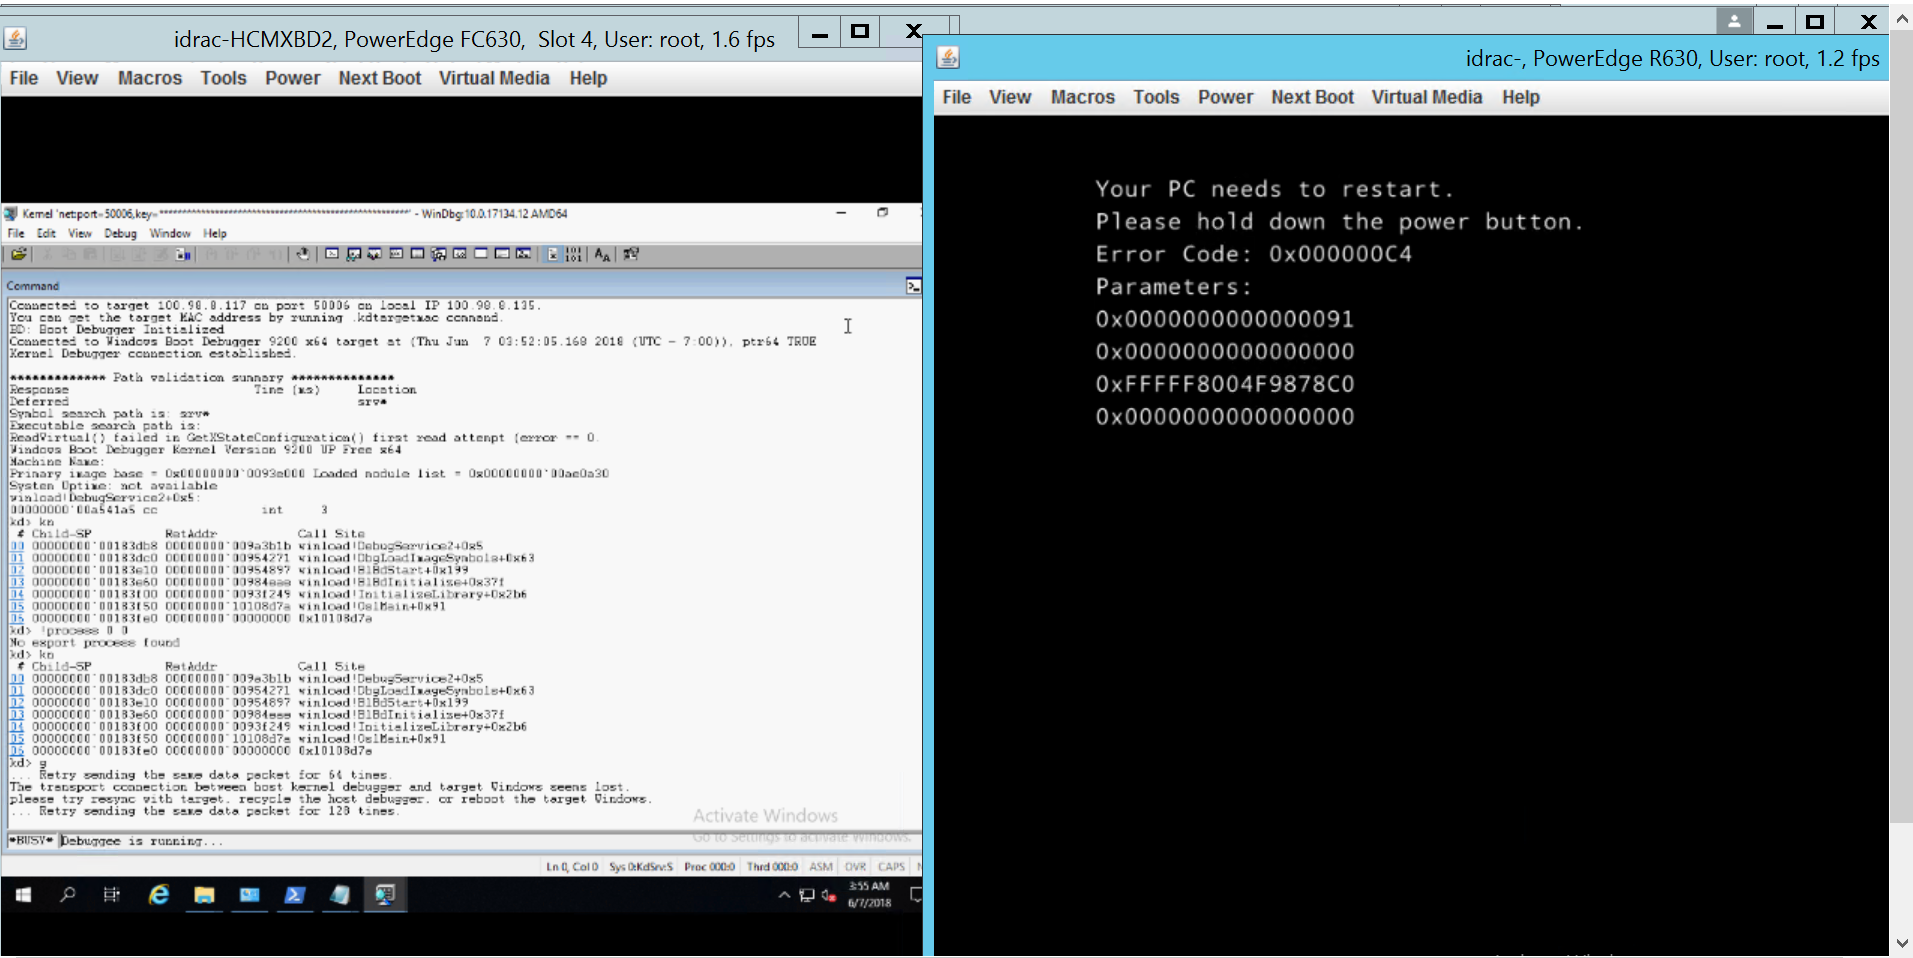 idrac-HCMXBD2, PowerEdge FC630,  Slot 4, User: root, 1.6 fps
File View Macros Tools Power Next Boot Virtual Media Help
Kernel 'net:port=50006,key=******************************************************' - WinDbg:10.0.17134.12 AMD64
File Edit View Debug Window Help
Command
Connected to target 100.98.8.117 on port 50006 on local IP 100.98.8.135.
You can get the target MAC address by running .kdtargetmac command.
BD: Boot Debugger Initialized
Connected to Windows Boot Debugger 9200 x64 target at (Thu Jun  7 03:52:05.168 2018 (UTC - 7:00)), ptr64 TRUE
Kernel Debugger connection established.
************* Path validation summary **************
Response Time (ms) Location
Deferred srv*
Symbol search path is: srv*
Executable search path is:
ReadVirtual() failed in GetXStateConfiguration() first read attempt (error == 0.
Windows Boot Debugger Kernel Version 9200 UP Free x64
Machine Name:
Primary image base = 0x00000000`0093e000 Loaded module list = 0x00000000`00ae0a30
System Uptime: not available
winload!DebugService2+0x5:
00000000`00a541a5 cc int 3
kd> kn
# Child-SP RetAddr Call Site
00 00000000`00183db8 00000000`009a3b1b winload!DebugService2+0x5
01 00000000`00183dc0 00000000`00954271 winload!DbgLoadImageSymbols+0x63
02 00000000`00183e10 00000000`00954897 winload!BlBdStart+0x199
03 00000000`00183e60 00000000`00984eae winload!BlBdInitialize+0x37f
04 00000000`00183f00 00000000`0093f249 winload!InitializeLibrary+0x2b6
05 00000000`00183f50 00000000`10108d7a winload!OslMain+0x91
06 00000000`00183fe0 00000000`00000000 0x10108d7a
kd> !process 0 0
No export process found
kd> kn
# Child-SP RetAddr Call Site
00 00000000`00183db8 00000000`009a3b1b winload!DebugService2+0x5
01 00000000`00183dc0 00000000`00954271 winload!DbgLoadImageSymbols+0x63
02 00000000`00183e10 00000000`00954897 winload!BlBdStart+0x199
03 00000000`00183e60 00000000`00984eae winload!BlBdInitialize+0x37f
04 00000000`00183f00 00000000`0093f249 winload!InitializeLibrary+0x2b6
05 00000000`00183f50 00000000`10108d7a winload!OslMain+0x91
06 00000000`00183fe0 00000000`00000000 0x10108d7a
kd> g
... Retry sending the same data packet for 64 times.
The transport connection between host kernel debugger and target Windows seems lost.
please try resync with target, recycle the host debugger, or reboot the target Windows.
... Retry sending the same data packet for 128 times.
Activate Windows
Go to Settings to activate Windows.
*BUSY* Debuggee is running...
Ln 0, Col 0 Sys 0:KdSrv:S Proc 000:0 Thrd 000:0 ASM OVR CAPS
3:55 AM
6/7/2018
idrac-, PowerEdge R630, User: root, 1.2 fps
File View Macros Tools Power Next Boot Virtual Media Help
Your PC needs to restart.
Please hold down the power button.
Error Code: 0x000000C4
Parameters:
0x0000000000000091
0x0000000000000000
0xFFFFF8004F9878C0
0x0000000000000000